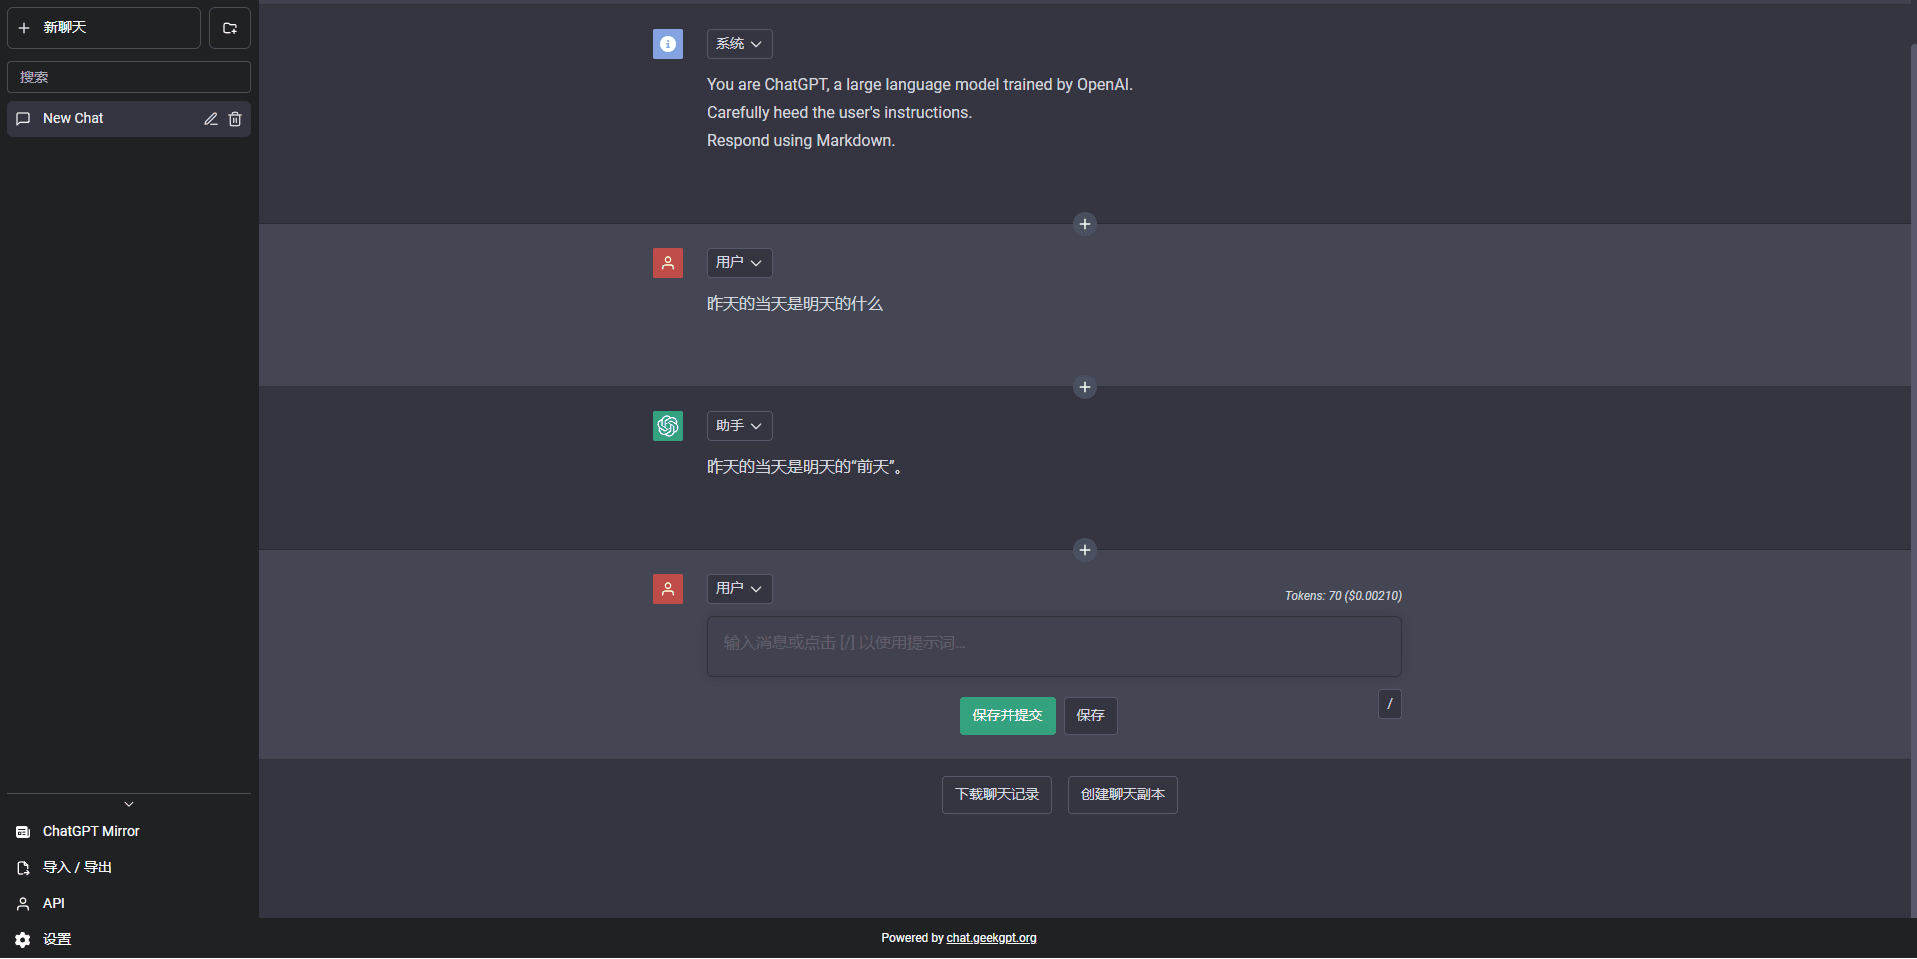 新聊天
搜索
New Chat
ChatGPT Mirror
导入 / 导出
API
设置
系统
You are ChatGPT, a large language model trained by OpenAI.
Carefully heed the user's instructions.
Respond using Markdown.
用户
昨天的当天是明天的什么
助手
昨天的当天是明天的“前天”。
用户
Tokens: 70 ($0.00210)
输入消息或点击 [/] 以使用提示词...
/
保存并提交
保存
下载聊天记录
创建聊天副本
Powered by chat.geekgpt.org